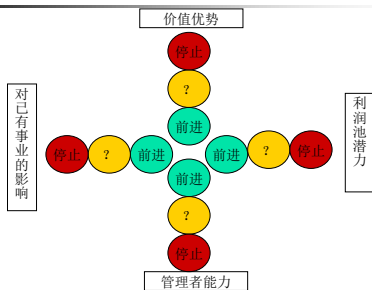 价值优势
停止
？
前进
对已有事业的影响
停止 ？ 前进 前进 ？ 停止
利润池潜力
前进
？
停止
管理者能力